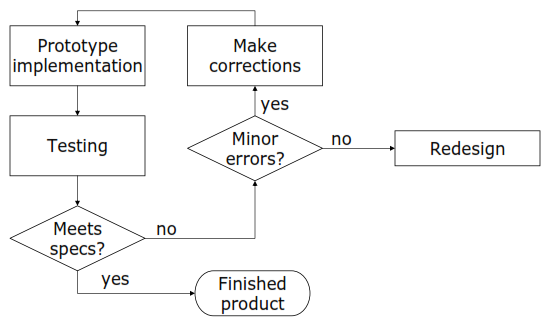 Prototype
implementation
Make
corrections
yes
Testing
Minor
errors?
no
Redesign
Meets
specs?
no
yes
Finished
product